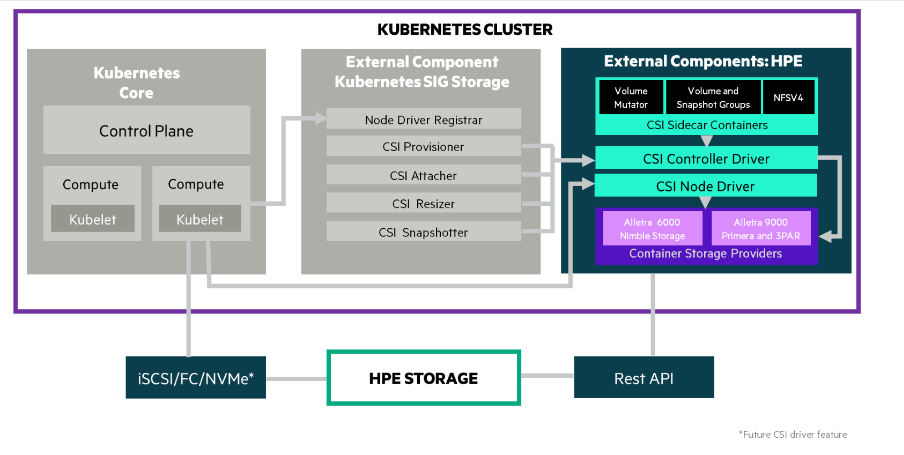 KUBERNETES CLUSTER
Kubernetes
Core
Control Plane
Compute
Kubelet
Compute
Kubelet
External Component
Kubernetes SIG Storage
Node Driver Registrar
CSI Provisioner
CSI Attacher
CSI Resizer
CSI Snapshotter
External Components: HPE
Volume
Mutator
Volume and
Snapshot Groups
NFSV4
CSI Sidecar Containers
CSI Controller Driver
CSI Node Driver
Alletra 6000
Nimble Storage
Alletra 9000
Primera and 3PAR
Container Storage Providers
iSCSI/FC/NVMe*
HPE STORAGE
Rest API
*Future CSI driver feature